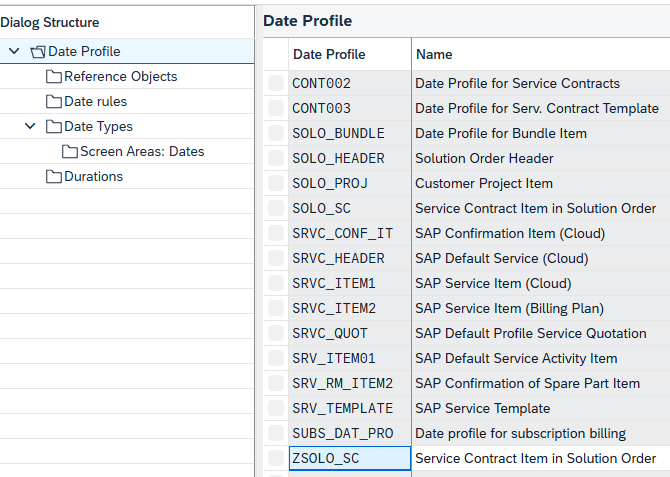 Dialog Structure
Date Profile
Reference Objects
Date rules
Date Types
Screen Areas: Dates
Durations
Date Profile
Date Profile Name
CONT002 Date Profile for Service Contracts
CONT003 Date Profile for Serv. Contract Template
SOLO_BUNDLE Date Profile for Bundle Item
SOLO_HEADER Solution Order Header
SOLO_PROJ Customer Project Item
SOLO_SC Service Contract Item in Solution Order
SRVC_CONF_IT SAP Confirmation Item (Cloud)
SRVC_HEADER SAP Default Service (Cloud)
SRVC_ITEM1 SAP Service Item (Cloud)
SRVC_ITEM2 SAP Service Item (Billing Plan)
SRVC_QUOT SAP Default Profile Service Quotation
SRV_ITEM01 SAP Default Service Activity Item
SRV_RM_ITEM2 SAP Confirmation of Spare Part Item
SRV_TEMPLATE SAP Service Template
SUBS_DAT_PRO Date profile for subscription billing
ZSOLO_SC Service Contract Item in Solution Order